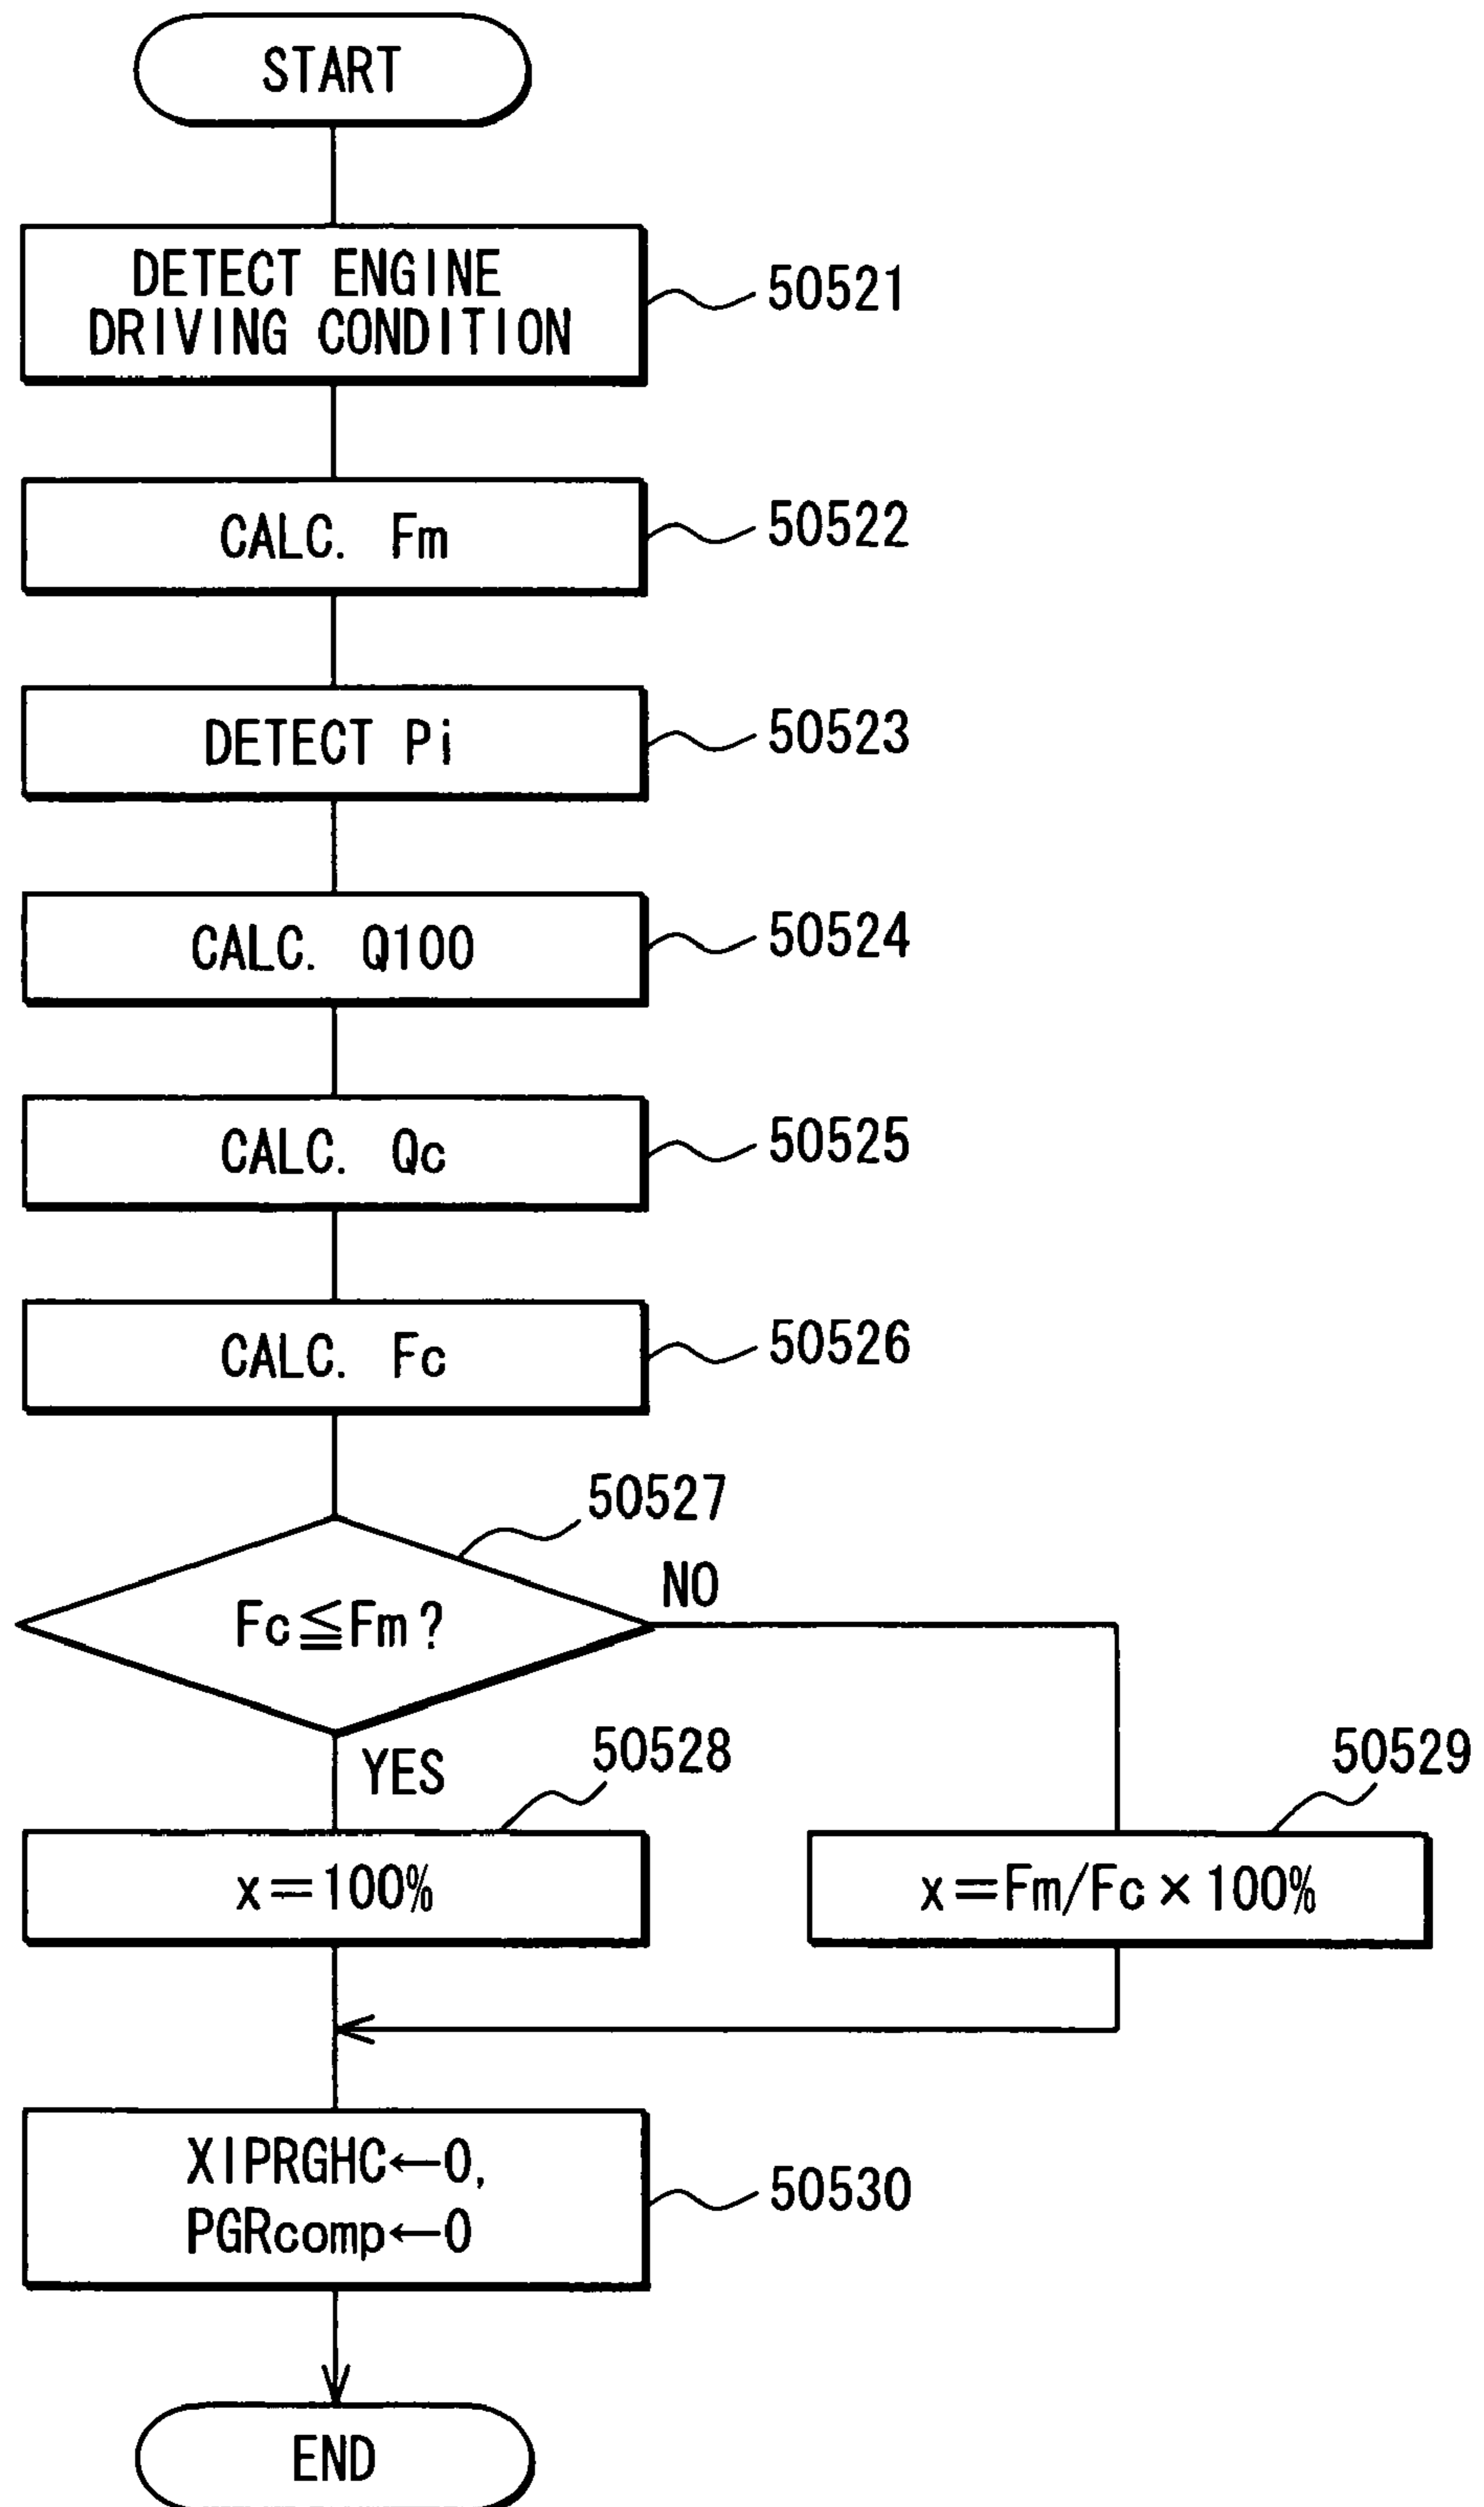 START
DETECT ENGINE
DRIVING CONDITION
50521
CALC. Fm
50522
DETECT Pi
50523
CALC. Q100
50524
CALC. Qc
50525
CALC. Fc
50526
50527
Fc≦Fm?
NO
YES
50528
50529
x=100%
x=Fm/Fc×100%
XIPRGHC←0,
PGRcomp←0
50530
END